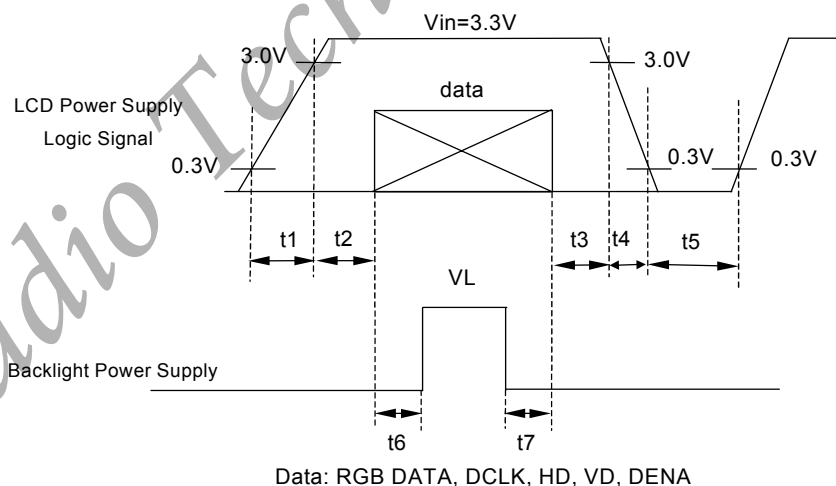 Vin=3.3V
3.0V
3.0V
data
LCD Power Supply
Logic Signal
0.3V
0.3V
0.3V
t1
t2
t3
t4
t5
VL
Backlight Power Supply
t6
t7
Data: RGB DATA, DCLK, HD, VD, DENA